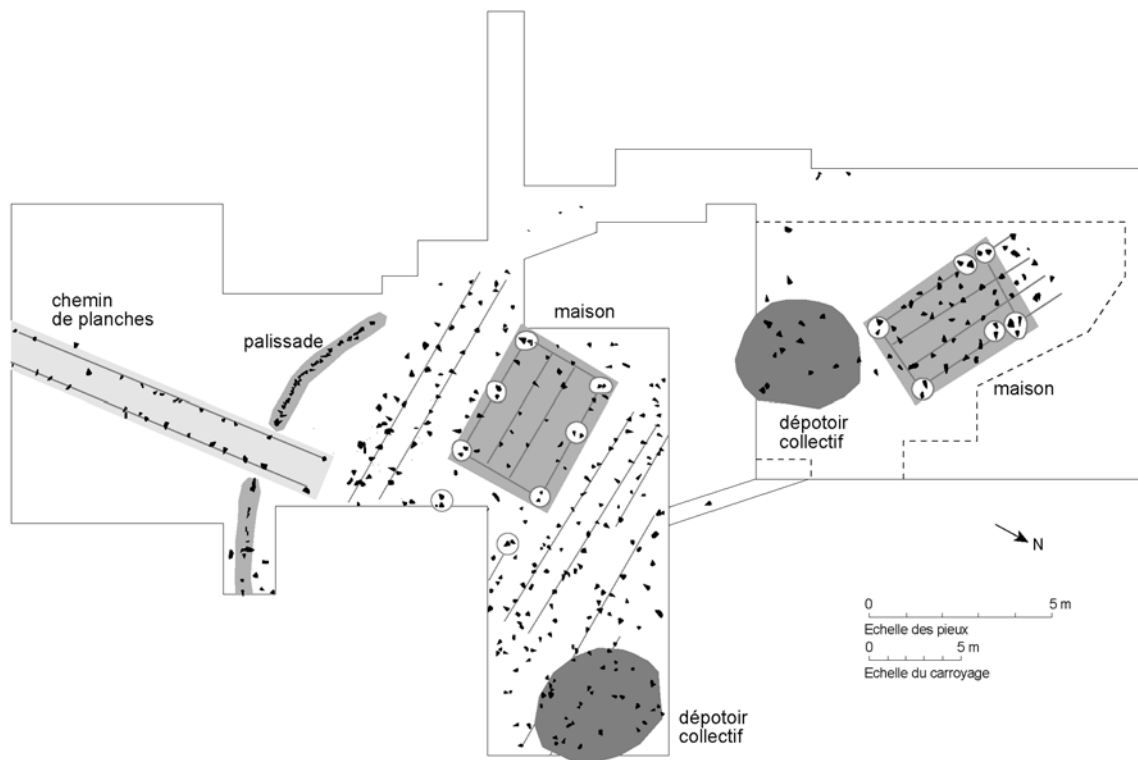 chemin
de planches
palissade
maison
maison
dépotoir
collectif
N
0 5 m
Echelle des pieux
0 5 m
Echelle du carroyage
dépotoir
collectif